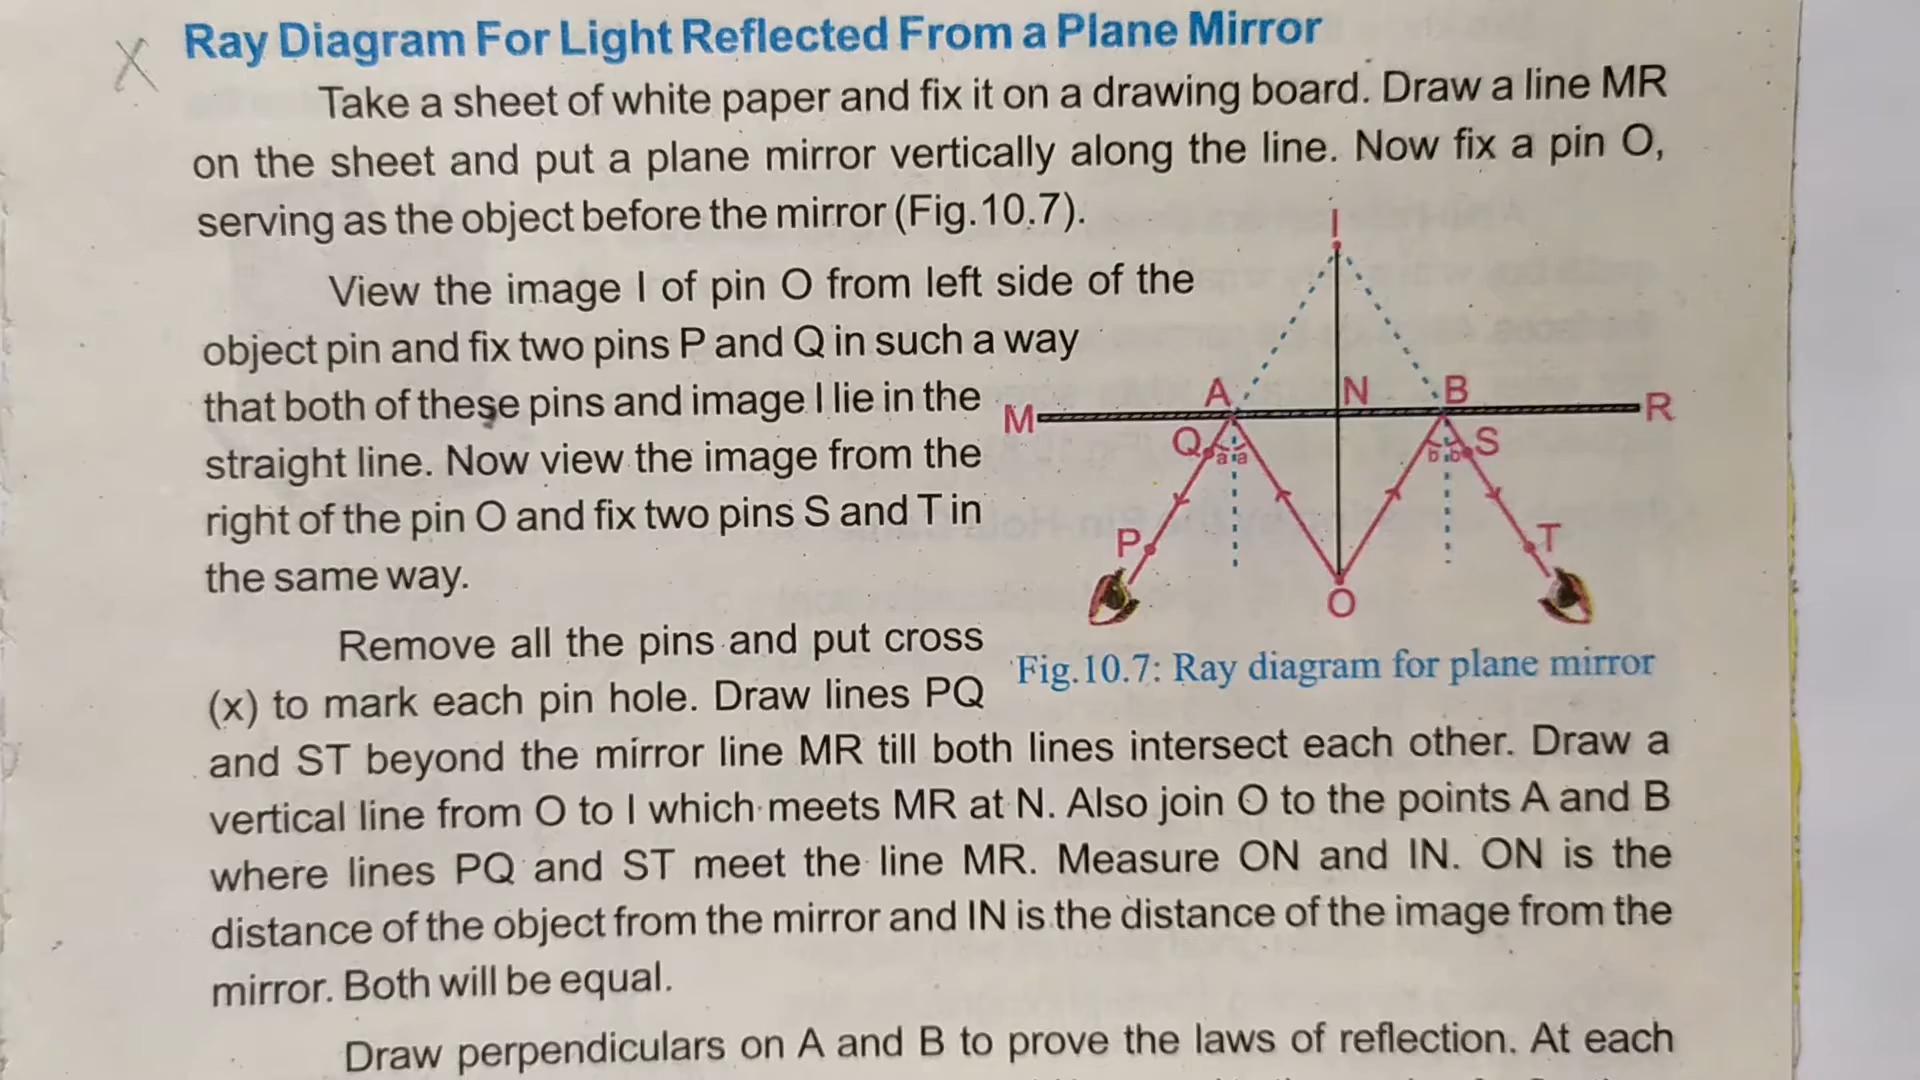 X
Ray Diagram For Light Reflected From a Plane Mirror
Take a sheet of white paper and fix it on a drawing board. Draw a line MR
on the sheet and put a plane mirror vertically along the line. Now fix a pin O,
serving as the object before the mirror (Fig.10.7).
View the image I of pin O from left side of the
object pin and fix two pins P and Q in such a way
that both of these pins and image I lie in the
straight line. Now view the image from the
right of the pin O and fix two pins S and T in
the same way.
Remove all the pins and put cross
(x) to mark each pin hole. Draw lines PQ
I
A N B
M R
Q a a b b S
P T
O
Fig.10.7: Ray diagram for plane mirror
and ST beyond the mirror line MR till both lines intersect each other. Draw a
vertical line from O to I which meets MR at N. Also join O to the points A and B
where lines PQ and ST meet the line MR. Measure ON and IN. ON is the
distance of the object from the mirror and IN is the distance of the image from the
mirror. Both will be equal.
Draw perpendiculars on A and B to prove the laws of reflection. At each